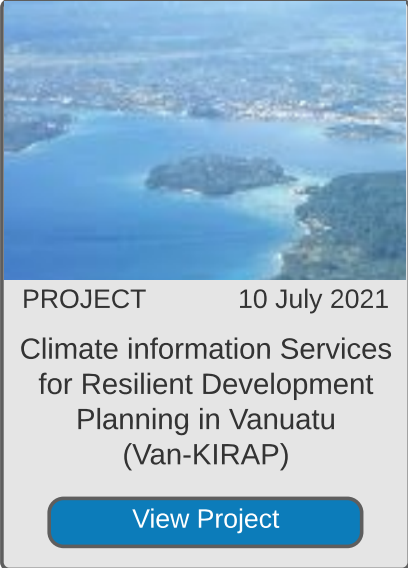 PROJECT 10 July 2021
Climate information Services
for Resilient Development
Planning in Vanuatu
(Van-KIRAP)
View Project